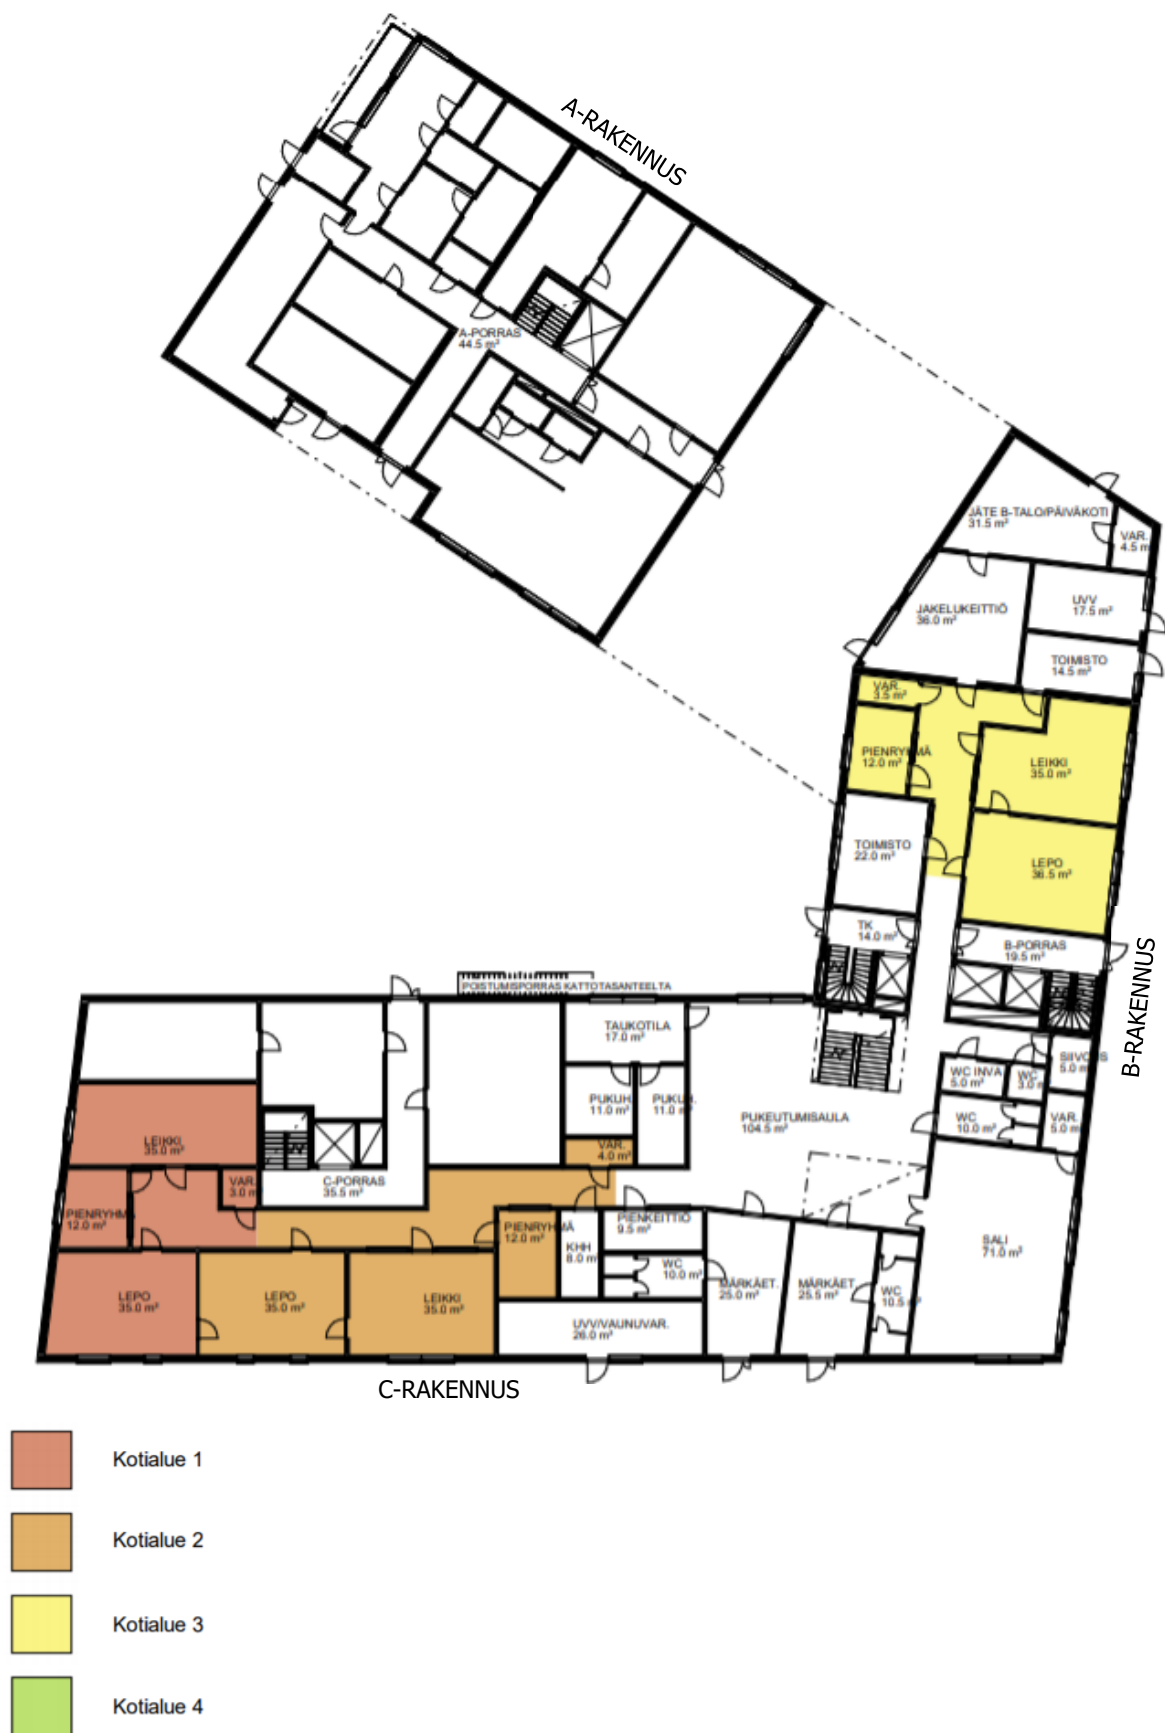 A-RAKENNUS
A-PORRAS
44.5 m²
JÄTE B-TALO/PÄIVÄKOTI
31.5 m²
VAR.
4.5 m
JAKELUKEITTIÖ
36.0 m²
UVV
17.5 m²
TOIMISTO
14.5 m²
VAR.
3.5 m²
PIENRYHMÄ
12.0 m²
LEIKKI
35.0 m²
TOIMISTO
22.0 m²
LEPO
36.5 m²
TK
14.0 m²
B-PORRAS
19.5 m²
B-RAKENNUS
POISTUMISPORRAS KATTOTASANTEELTA
TAUKOTILA
17.0 m²
PUKUH.
11.0 m²
PUKUH.
11.0 m²
PUKEUTUMISAULA
104.5 m²
WC INVA
5.0 m²
WC
3.0 m
SIIVOUS
5.0 m²
WC
10.0 m²
VAR.
5.0 m²
LEIKKI
35.0 m²
VAR.
4.0 m²
VAR.
3.0 m²
C-PORRAS
35.5 m²
PIENRYHMÄ
12.0 m²
PIENRYHMÄ
12.0 m²
KHH
8.0 m²
PIENKEITTIÖ
9.5 m²
WC
10.0 m²
MÄRKÄET.
25.0 m²
MÄRKÄET.
25.5 m²
WC
10.5 m²
SALI
71.0 m²
LEPO
35.0 m²
LEPO
35.0 m²
LEIKKI
35.0 m²
UVV/VAUNUVAR.
26.0 m²
C-RAKENNUS
Kotialue 1
Kotialue 2
Kotialue 3
Kotialue 4